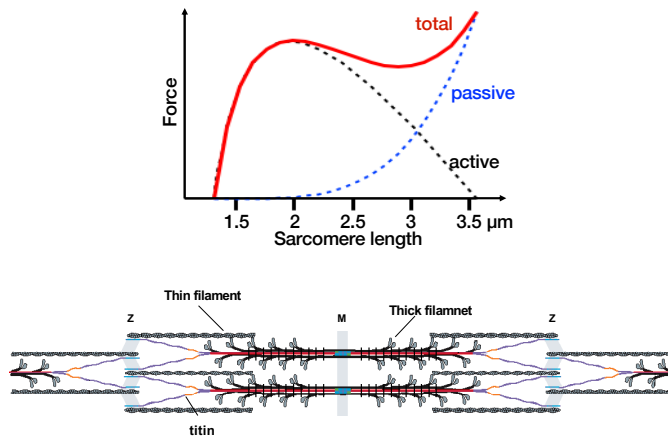 total
passive
active
Force
1.5 2 2.5 3 3.5 µm
Sarcomere length
Thin filament
Thick filamnet
Z M Z
titin